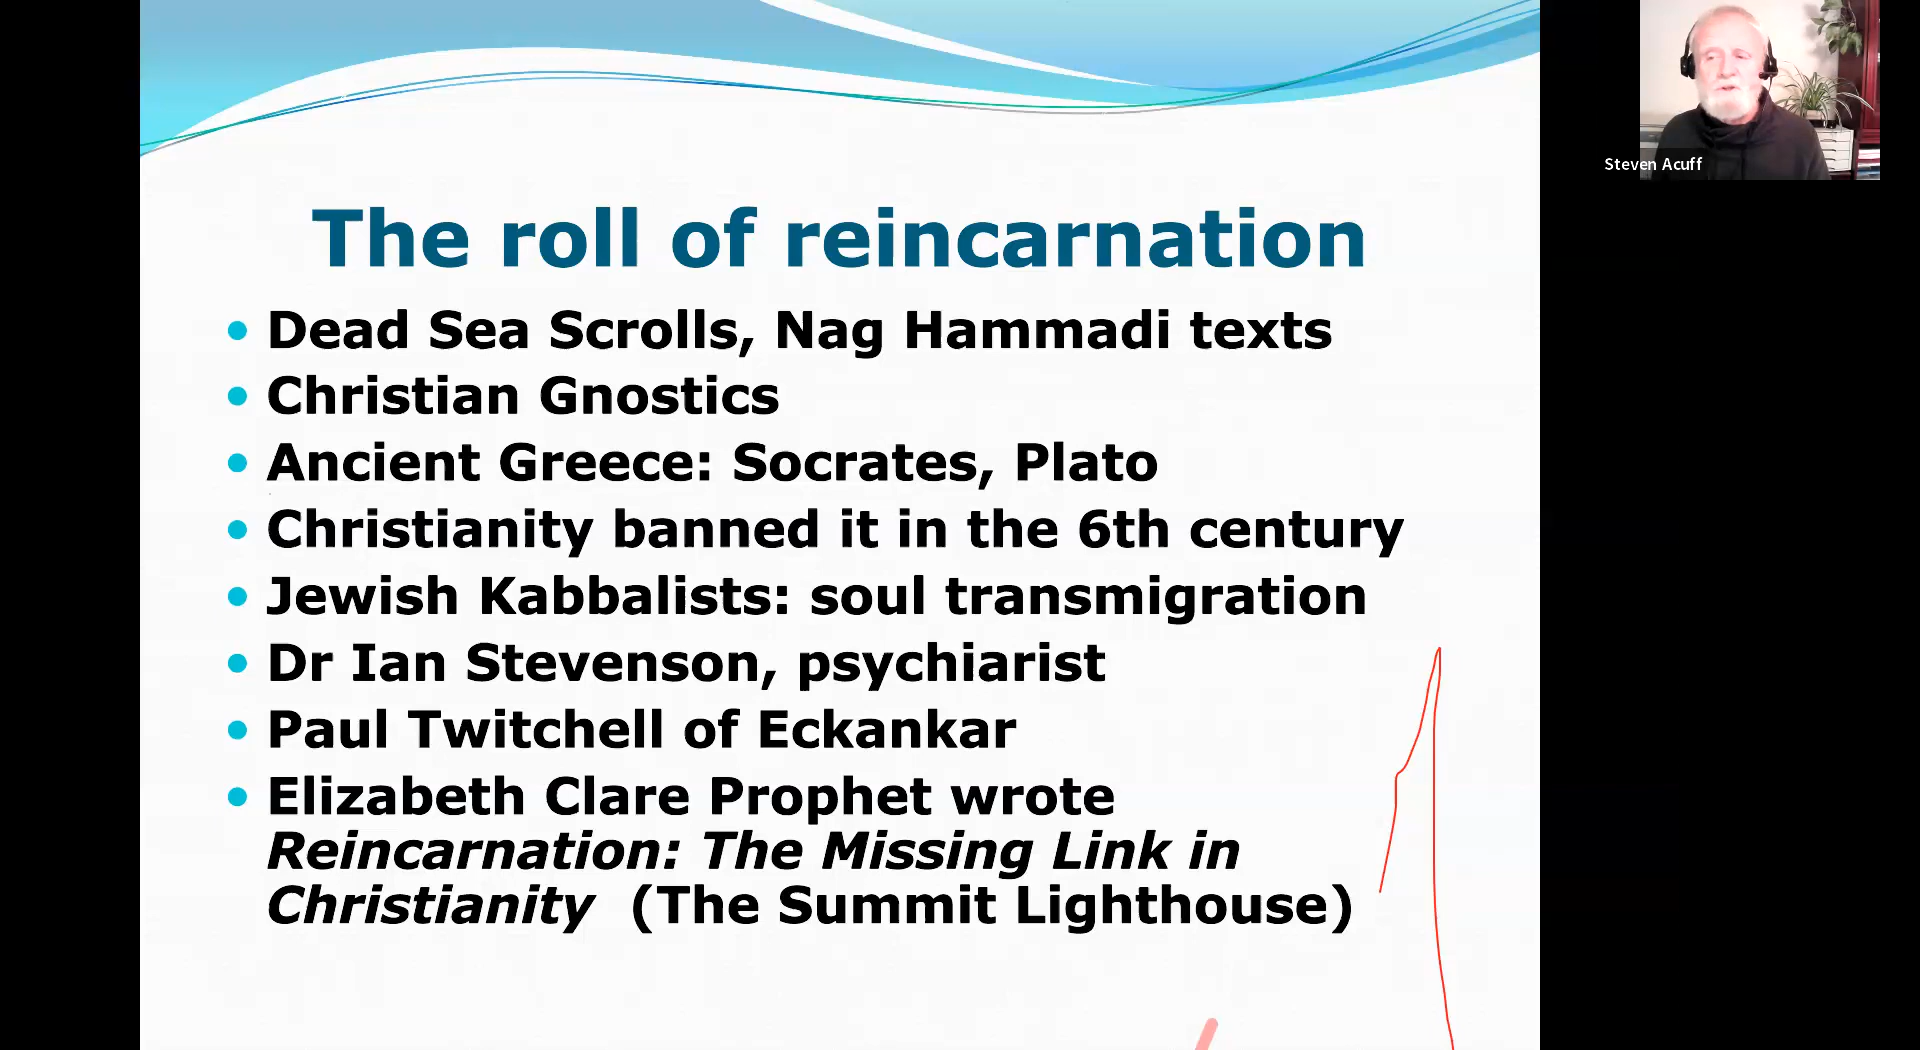 The roll of reincarnation
Dead Sea Scrolls, Nag Hammadi texts
Christian Gnostics
Ancient Greece: Socrates, Plato
Christianity banned it in the 6th century
Jewish Kabbalists: soul transmigration
Dr Ian Stevenson, psychiarist
Paul Twitchell of Eckankar
Elizabeth Clare Prophet wrote
Reincarnation: The Missing Link in
Christianity (The Summit Lighthouse)
Steven Acuff